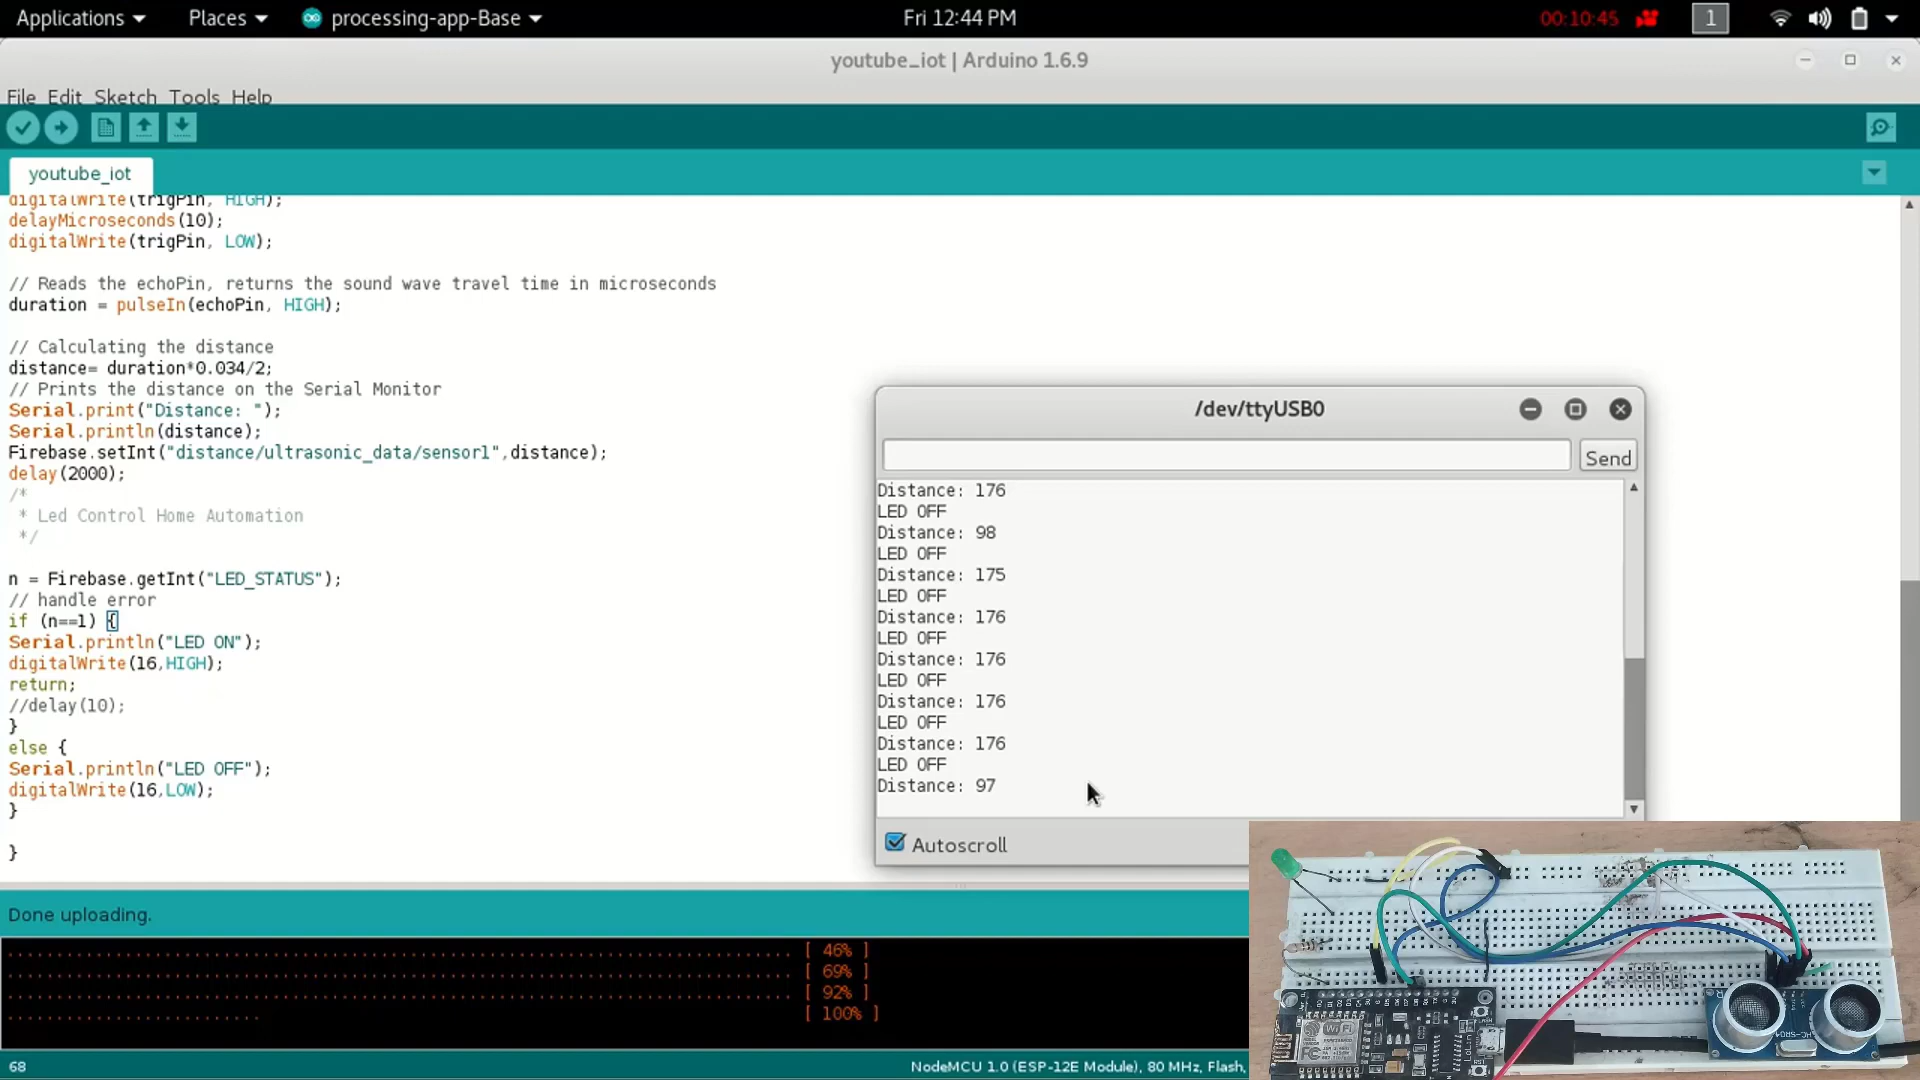 Applications Places processing-app-Base Fri 12:44 PM 00:10:45 1
youtube_iot | Arduino 1.6.9
File Edit Sketch Tools Help
youtube_iot
digitalWrite(trigPin, HIGH);
delayMicroseconds(10);
digitalWrite(trigPin, LOW);
// Reads the echoPin, returns the sound wave travel time in microseconds
duration = pulseIn(echoPin, HIGH);
// Calculating the distance
distance= duration*0.034/2;
// Prints the distance on the Serial Monitor
Serial.print("Distance: ");
Serial.println(distance);
Firebase.setInt("distance/ultrasonic_data/sensor1",distance);
delay(2000);
/*
* Led Control Home Automation
*/
n = Firebase.getInt("LED_STATUS");
// handle error
if (n==1) {
Serial.println("LED ON");
digitalWrite(16,HIGH);
return;
//delay(10);
}
else {
Serial.println("LED OFF");
digitalWrite(16,LOW);
}
}
/dev/ttyUSB0
Send
Distance: 176
LED OFF
Distance: 98
LED OFF
Distance: 175
LED OFF
Distance: 176
LED OFF
Distance: 176
LED OFF
Distance: 176
LED OFF
Distance: 176
LED OFF
Distance: 97
Autoscroll
Done uploading.
................................................................................ [ 46% ]
................................................................................ [ 69% ]
................................................................................ [ 92% ]
.......................... [ 100% ]
68
NodeMCU 1.0 (ESP-12E Module), 80 MHz, Flash,
WiFi
FC
LoLin